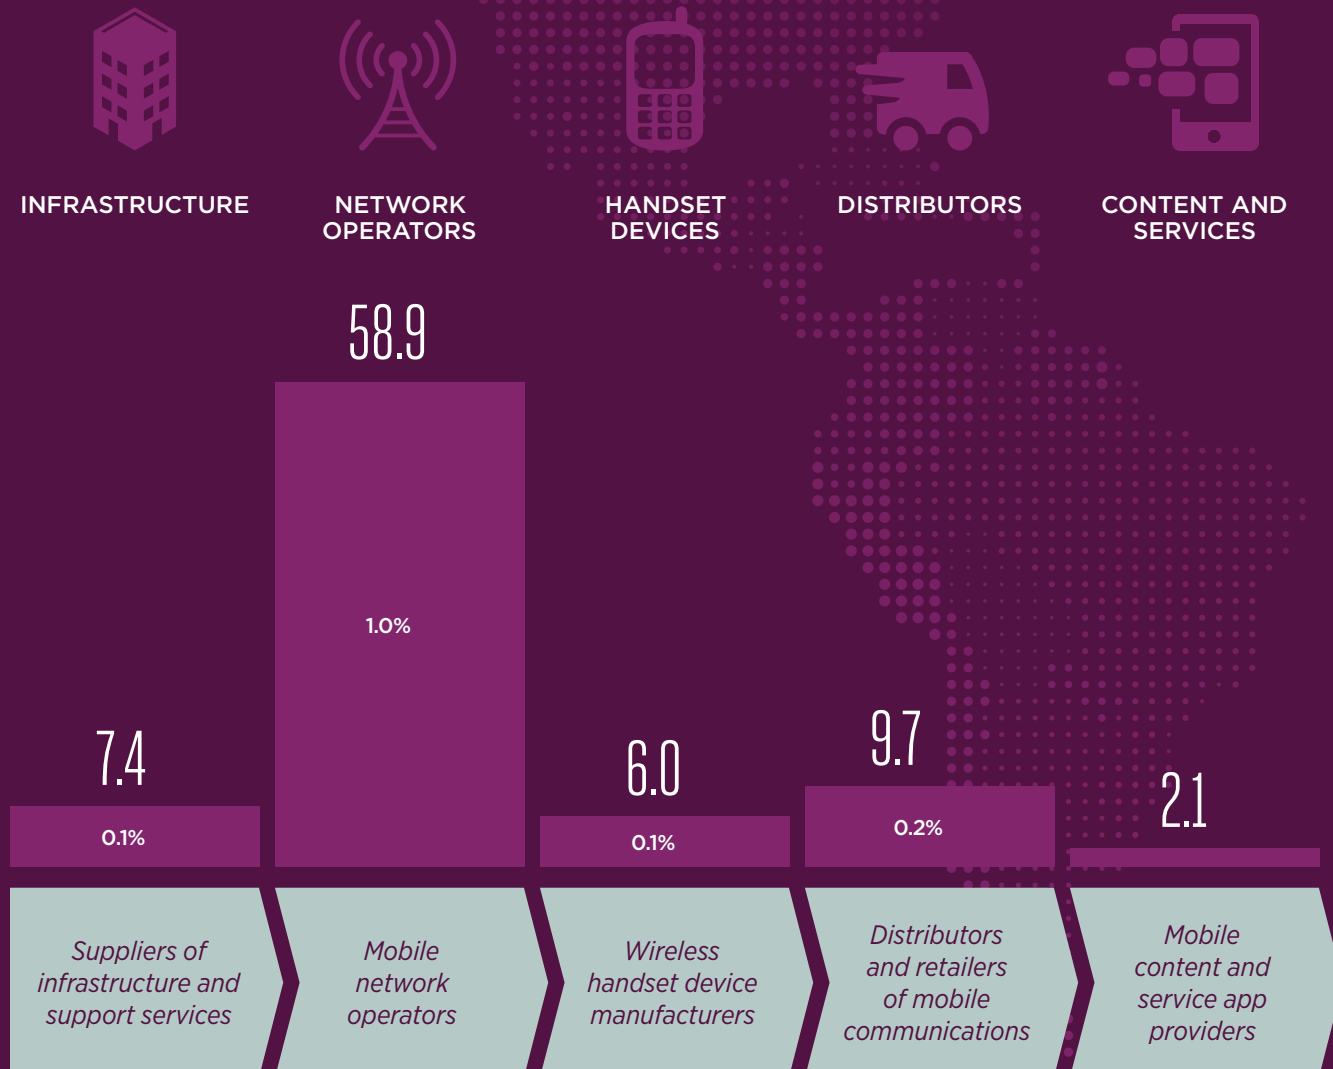 INFRASTRUCTURE
NETWORK
OPERATORS
HANDSET
DEVICES
DISTRIBUTORS
CONTENT AND
SERVICES
58.9
1.0%
7.4
0.1%
6.0
0.1%
9.7
0.2%
2.1
Suppliers of
infrastructure and
support services
Mobile
network
operators
Wireless
handset device
manufacturers
Distributors
and retailers
of mobile
communications
Mobile
content and
service app
providers